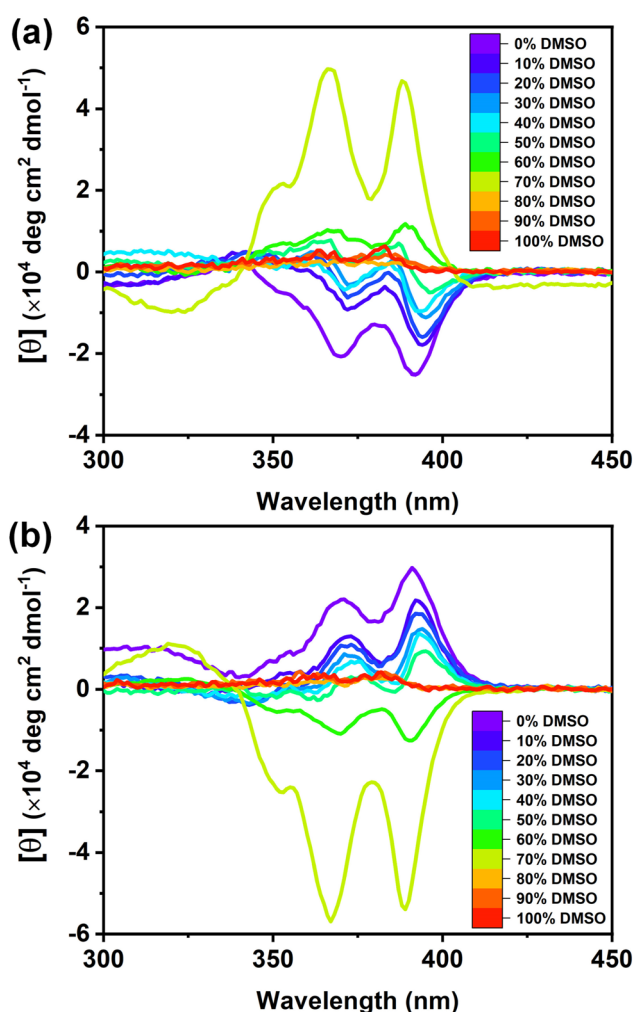 (a)
6
4
2
0
-2
-4
[θ] (×10⁴ deg cm² dmol⁻¹)
0% DMSO
10% DMSO
20% DMSO
30% DMSO
40% DMSO
50% DMSO
60% DMSO
70% DMSO
80% DMSO
90% DMSO
100% DMSO
300 350 400 450
Wavelength (nm)
(b)
4
2
0
-2
-4
-6
[θ] (×10⁴ deg cm² dmol⁻¹)
0% DMSO
10% DMSO
20% DMSO
30% DMSO
40% DMSO
50% DMSO
60% DMSO
70% DMSO
80% DMSO
90% DMSO
100% DMSO
300 350 400 450
Wavelength (nm)